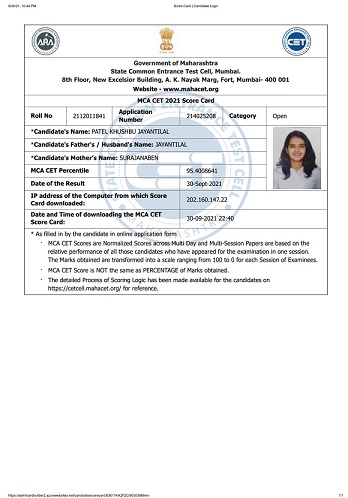 9/30/21, 10:44 PM Score Card | Candidate Login
ARA
CET
Government of Maharashtra
State Common Entrance Test Cell, Mumbai.
8th Floor, New Excelsior Building, A. K. Nayak Marg, Fort, Mumbai- 400 001
Website - www.mahacet.org
MCA CET 2021 Score Card
Roll No 2112011841 Application Number 214025208 Category Open
*Candidate's Name: PATEL KHUSHBU JAYANTILAL
*Candidate's Father's / Husband's Name: JAYANTILAL
*Candidate's Mother's Name: SURAJANABEN
MCA CET Percentile 95.4008641
Date of the Result 30-Sept-2021
IP address of the Computer from which Score
Card downloaded: 202.160.147.22
Date and Time of downloading the MCA CET
Score Card: 30-09-2021 22:40
* As filled in by the candidate in online application form
MCA CET Scores are Normalized Scores across Multi Day and Multi-Session Papers are based on the
relative performance of all those candidates who have appeared for the examination in one session.
The Marks obtained are transformed into a scale ranging from 100 to 0 for each Session of Examinees.
MCA CET Score is NOT the same as PERCENTAGE of Marks obtained.
The detailed Process of Scoring Logic has been made available for the candidates on
https://cetcell.mahacet.org/ for reference.
1/1